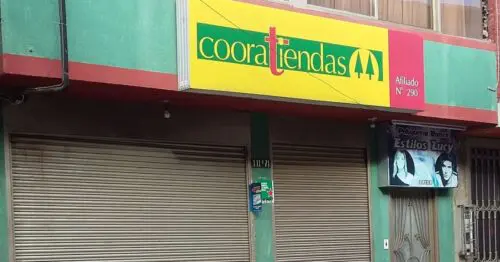 cooratiendas
Afiliado
N° 290
Estilos Lucy